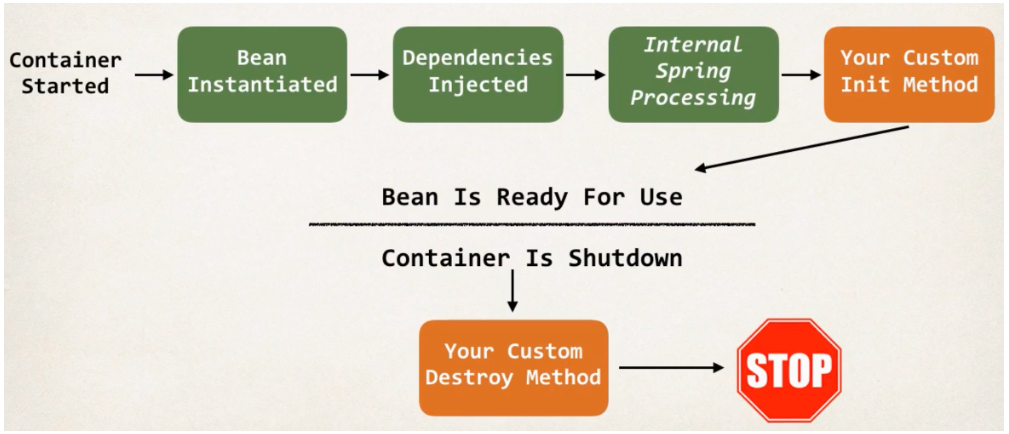 Container
Started
Bean
Instantiated
Dependencies
Injected
Internal
Spring
Processing
Your Custom
Init Method
Bean Is Ready For Use
Container Is Shutdown
Your Custom
Destroy Method
STOP